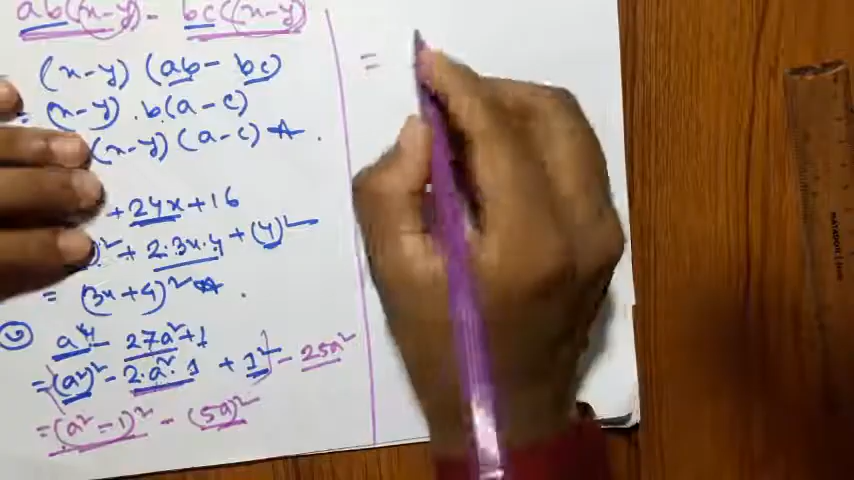 ab(x-y) - bc(x-y)
(x-y) (ab - bc)
= (x-y) . b(a-c)
(x-y)(a-c)
+ 24x + 16
)² + 2.3x.4 + (4)²
= (3x+4)²
a⁴ - 27a² + 1
= (a²)² - 2.a².1 + 1² - 25a²
= (a² - 1)² - (5a)²
=